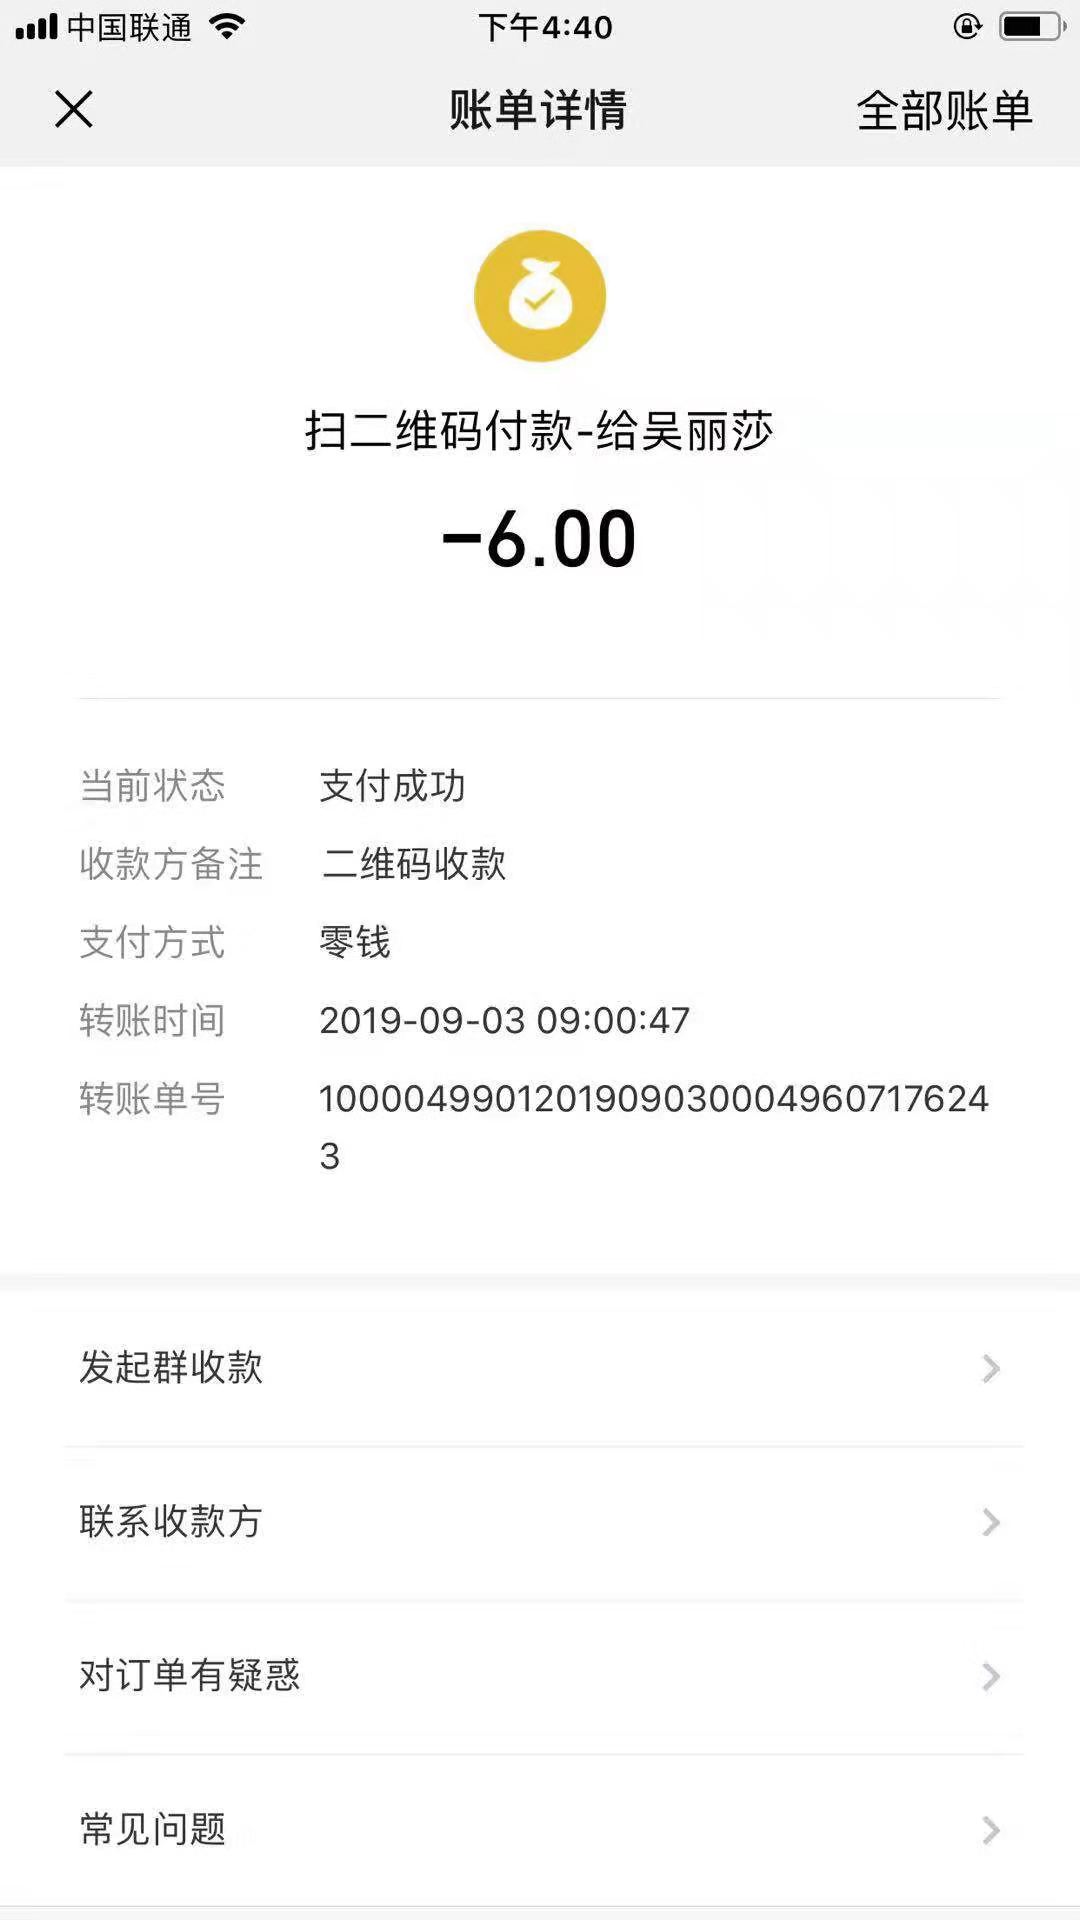 中国联通 下午4:40
账单详情 全部账单
扫二维码付款-给吴丽莎
-6.00
当前状态 支付成功
收款方备注 二维码收款
支付方式 零钱
转账时间 2019-09-03 09:00:47
转账单号 1000049901201909030004960717624
3
发起群收款
联系收款方
对订单有疑惑
常见问题